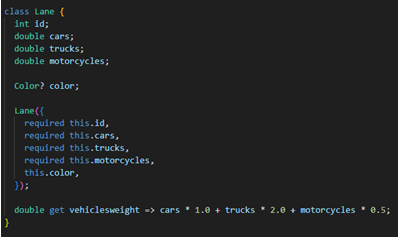 class Lane {
  int id;
  double cars;
  double trucks;
  double motorcycles;

  Color? color;

  Lane({
    required this.id,
    required this.cars,
    required this.trucks,
    required this.motorcycles,
    this.color,
  });

  double get vehiclesweight => cars * 1.0 + trucks * 2.0 + motorcycles * 0.5;
}